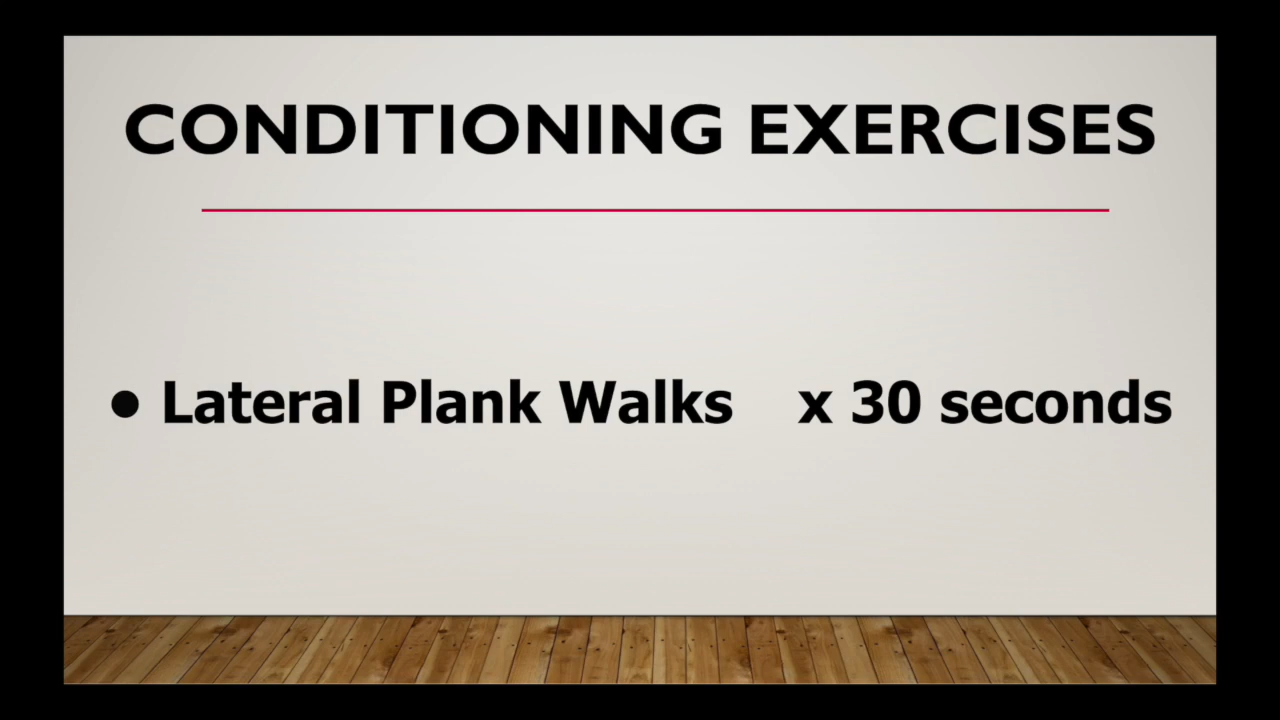 CONDITIONING EXERCISES
• Lateral Plank Walks x 30 seconds